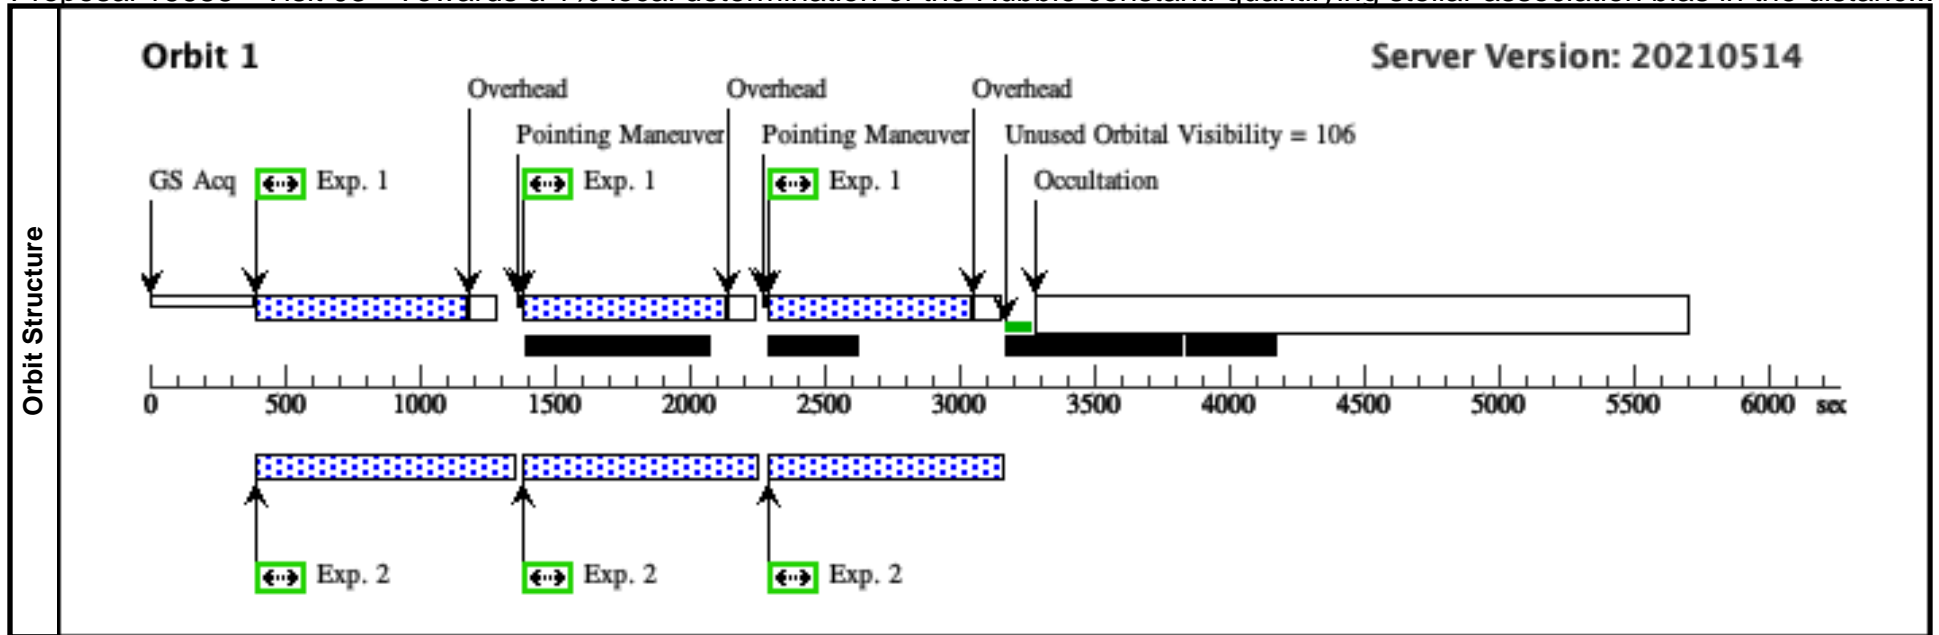 Orbit 1
Server Version: 20210514
Overhead Overhead Overhead
Pointing Maneuver Pointing Maneuver Unused Orbital Visibility = 106
GS Acq Exp. 1 Exp. 1 Exp. 1 Occultation
Orbit Structure
0 500 1000 1500 2000 2500 3000 3500 4000 4500 5000 5500 6000 sec
Exp. 2 Exp. 2 Exp. 2